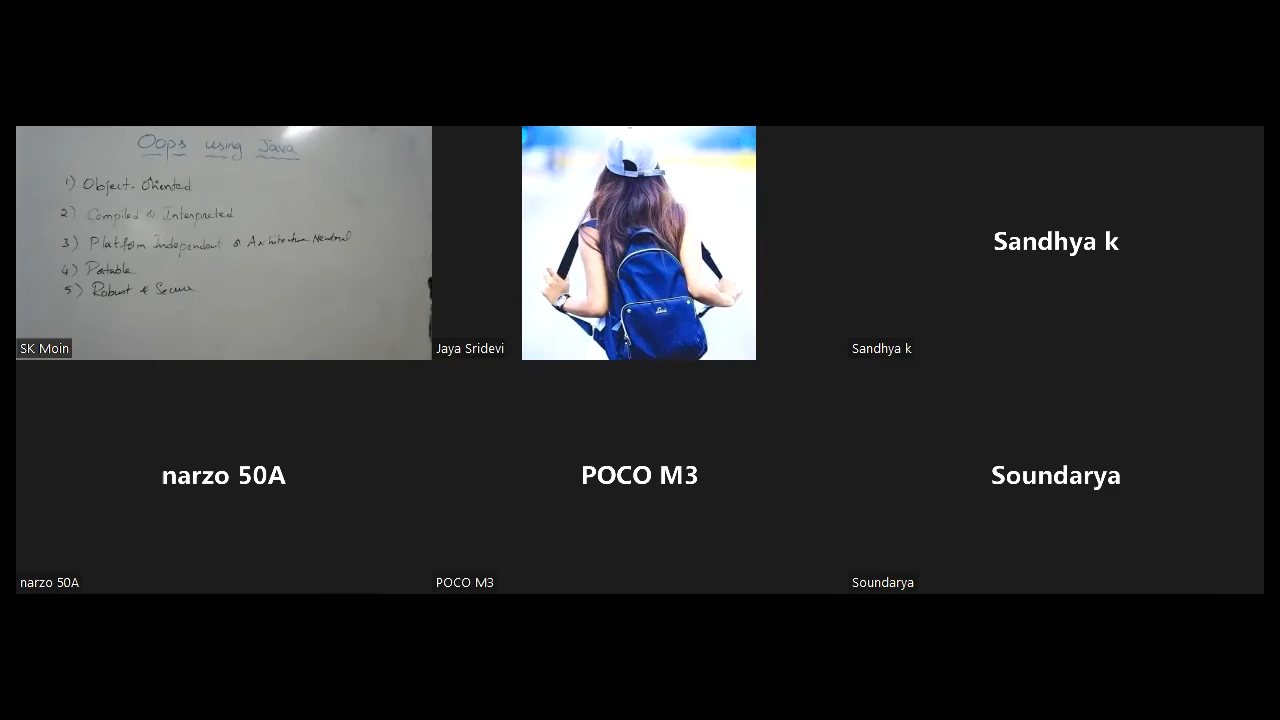 Oops using Java
1) Object-Oriented
2) Compiled & Interpreted
3) Platform Independent or Architecture Neutral
4) Portable
5) Robust & Secure
SK Moin
Jaya Sridevi
Sandhya k
Sandhya k
narzo 50A
POCO M3
Soundarya
narzo 50A
POCO M3
Soundarya